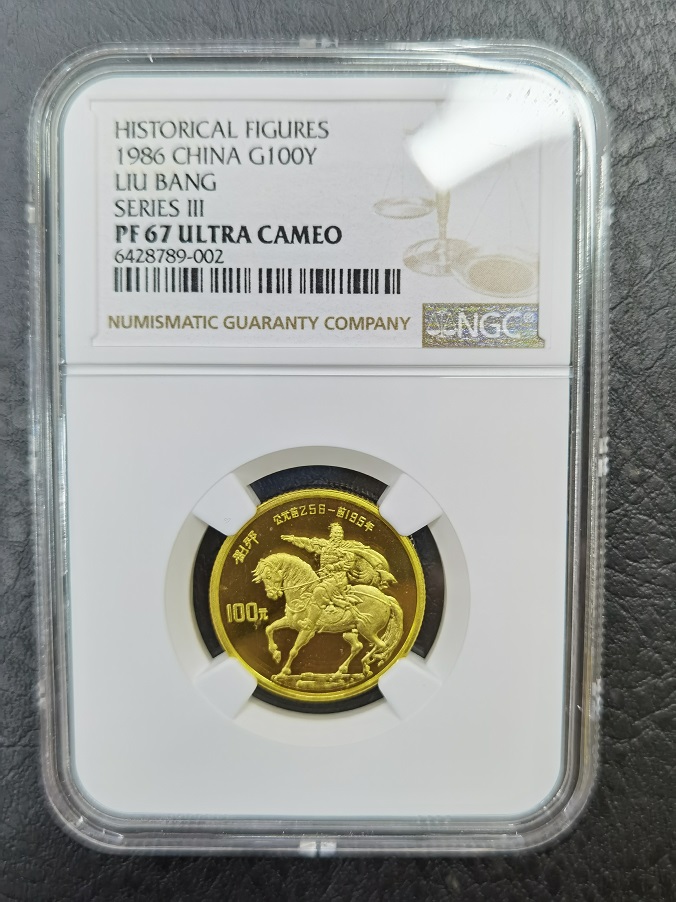 HISTORICAL FIGURES
1986 CHINA G100Y
LIU BANG
SERIES III
PF 67 ULTRA CAMEO
6428789-002
NUMISMATIC GUARANTY COMPANY
NGC
公元前256-前195年
刘邦
100元